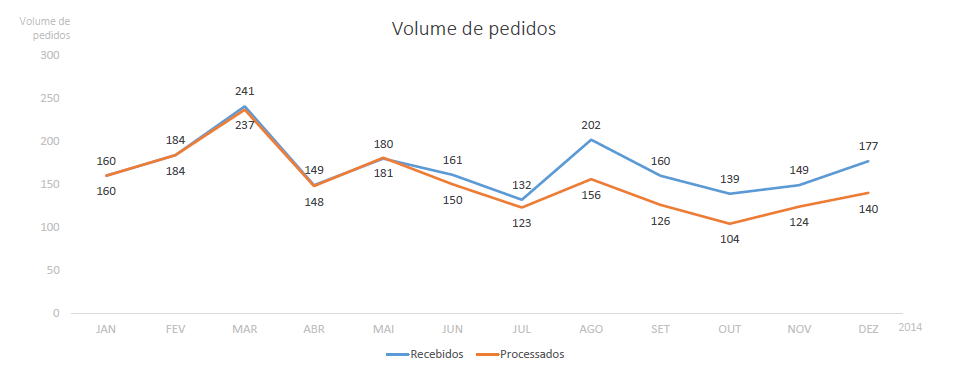 Volume de
pedidos
Volume de pedidos
300
250
200
150
100
50
0
160 184 241 149 180 161 132 202 160 139 149 177
160 184 237 148 181 150 123 156 126 104 124 140
JAN FEV MAR ABR MAI JUN JUL AGO SET OUT NOV DEZ 2014
Recebidos Processados